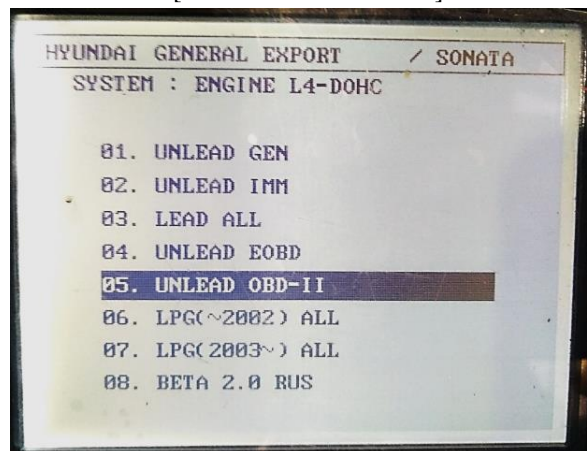 HYUNDAI GENERAL EXPORT / SONATA
SYSTEM : ENGINE L4-DOHC
01. UNLEAD GEN
02. UNLEAD IMM
03. LEAD ALL
04. UNLEAD EOBD
05. UNLEAD OBD-II
06. LPG(~2002) ALL
07. LPG(2003~) ALL
08. BETA 2.0 RUS